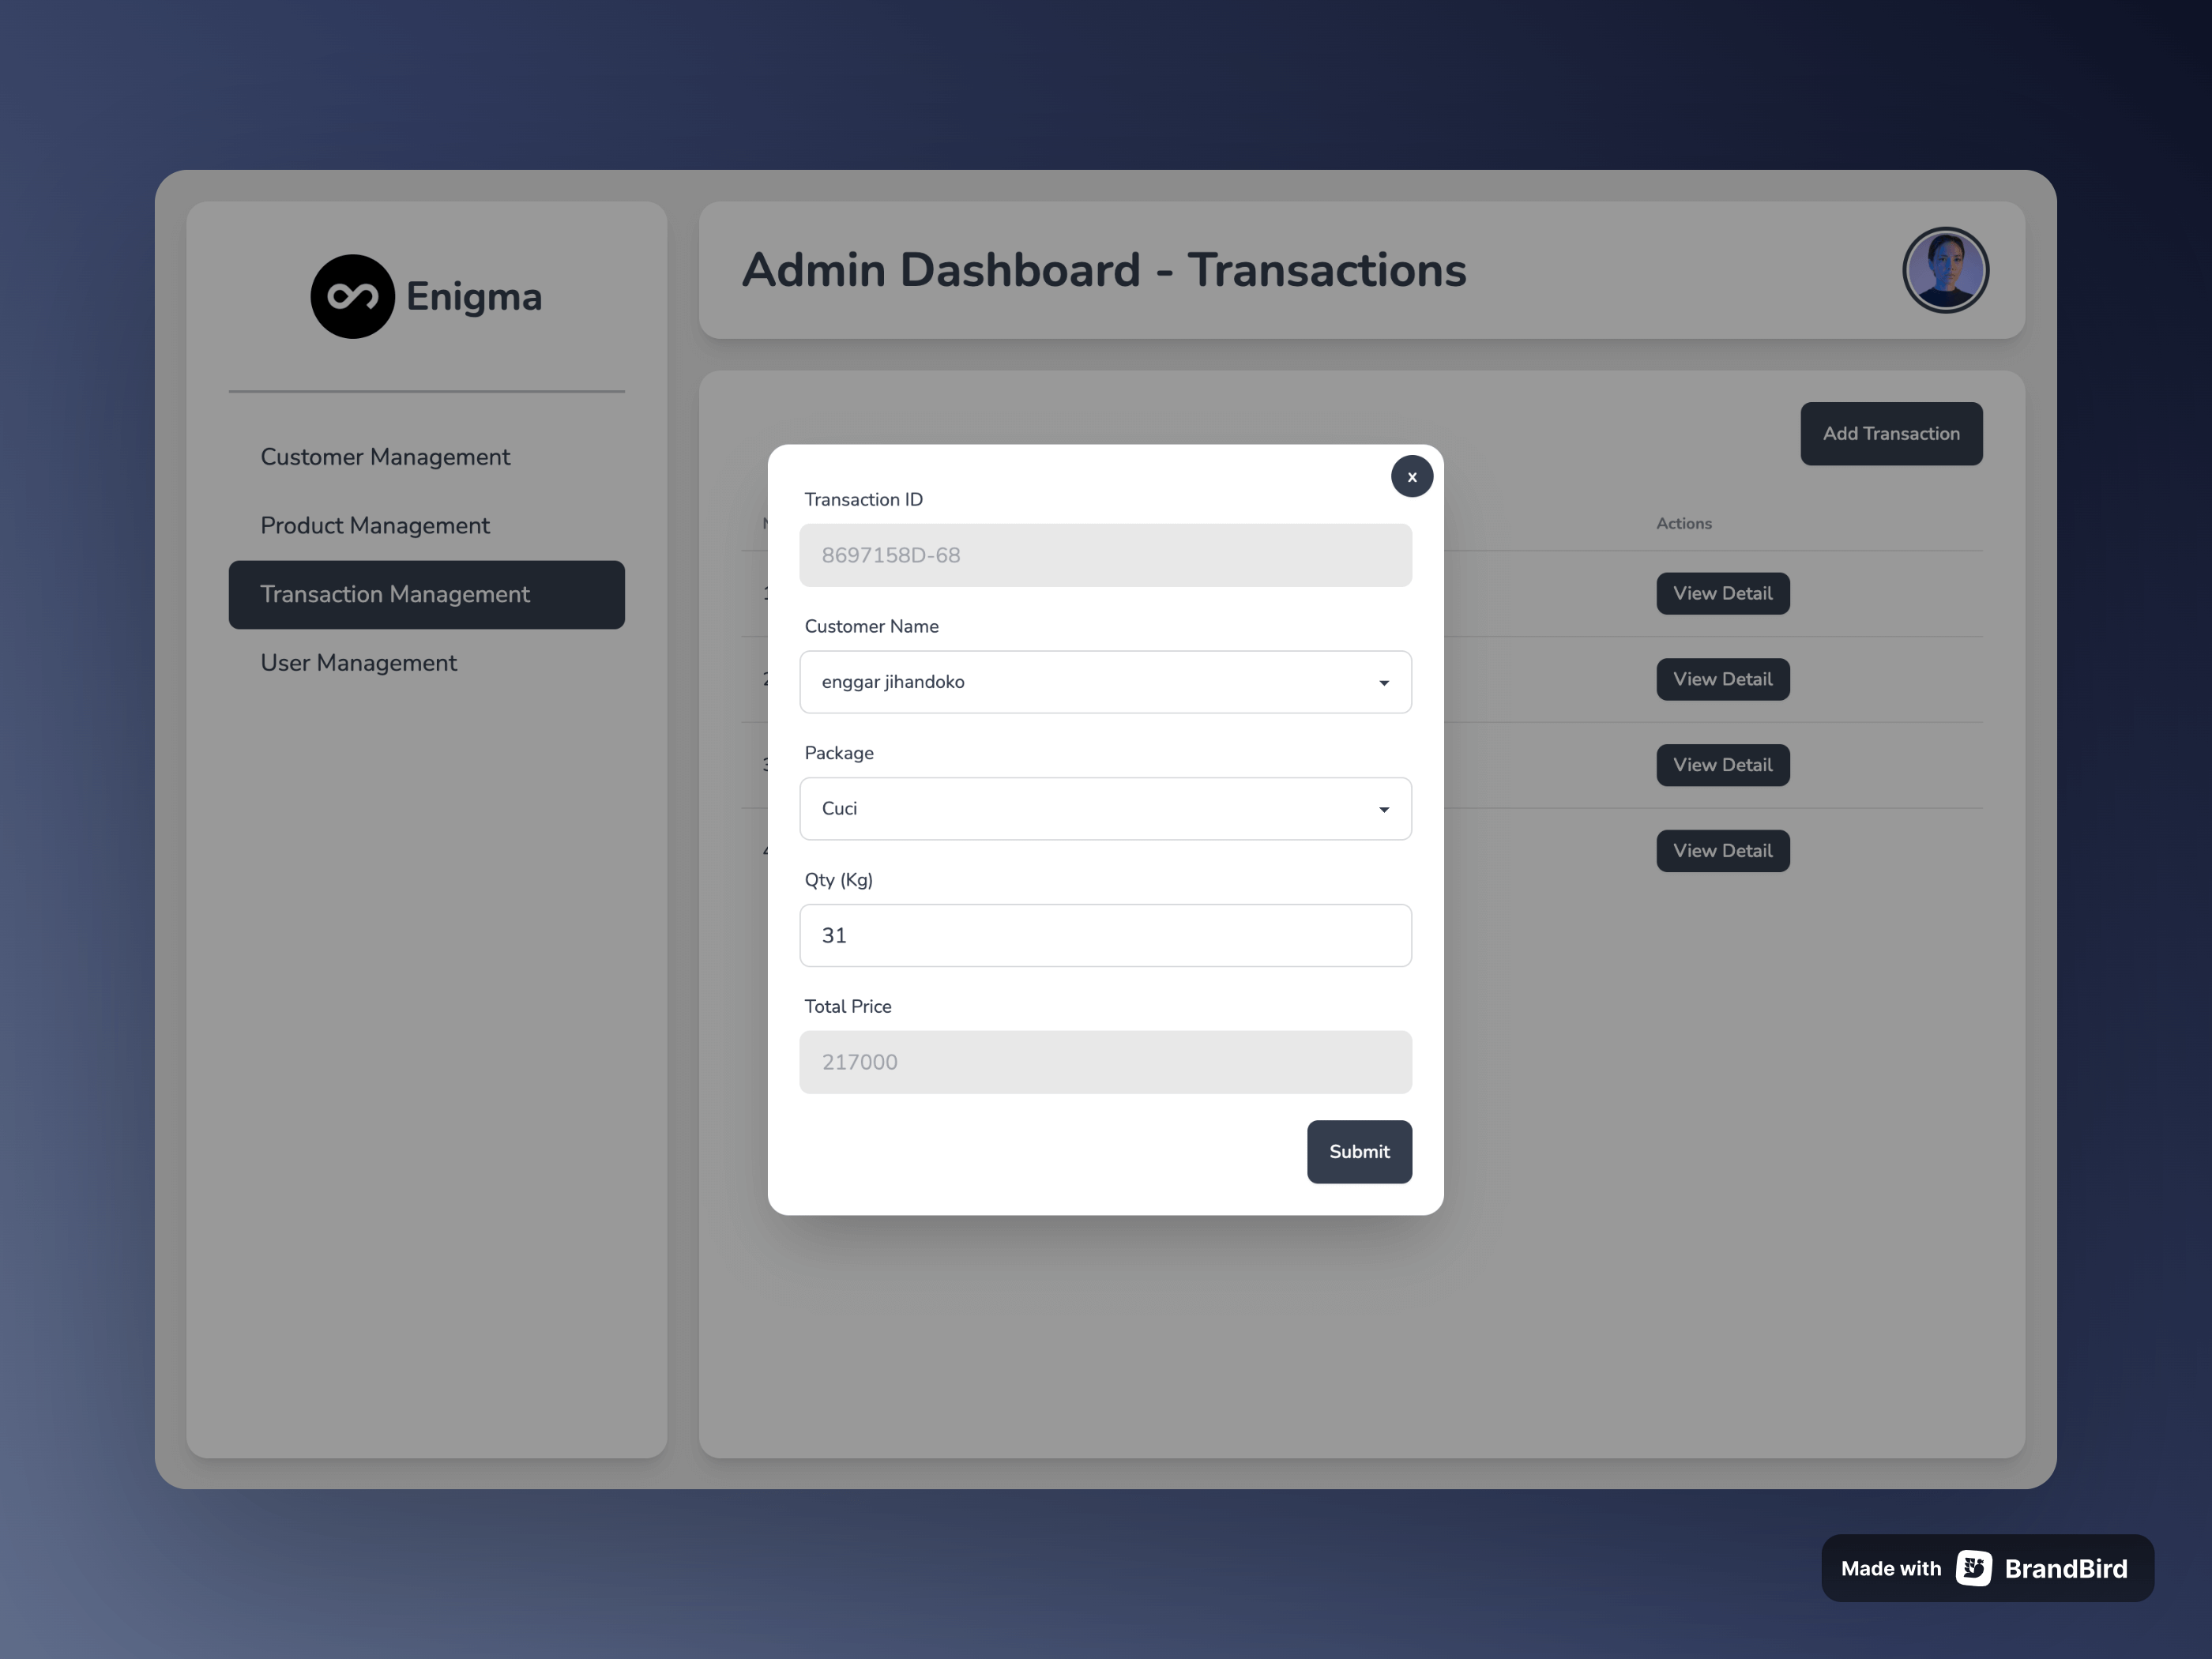 Enigma
Customer Management
Product Management
Transaction Management
User Management
Admin Dashboard - Transactions
Add Transaction
Actions
View Detail
View Detail
View Detail
View Detail
x
Transaction ID
8697158D-68
Customer Name
enggar jihandoko
Package
Cuci
Qty (Kg)
31
Total Price
217000
Submit
Made with BrandBird